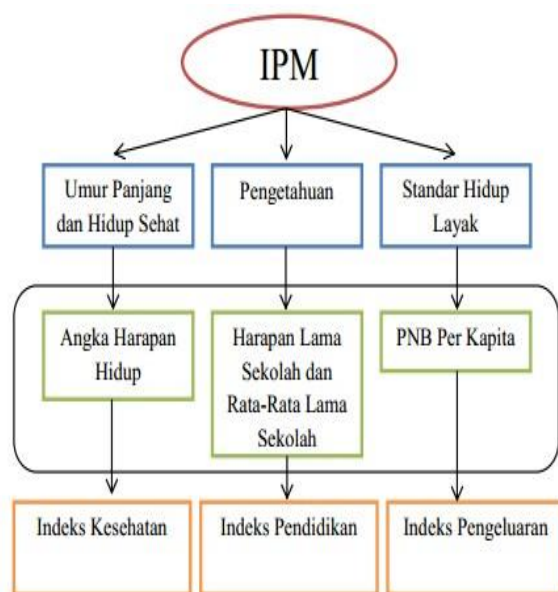 IPM
Umur Panjang
dan Hidup Sehat
Pengetahuan
Standar Hidup
Layak
Angka Harapan
Hidup
Harapan Lama
Sekolah dan
Rata-Rata Lama
Sekolah
PNB Per Kapita
Indeks Kesehatan
Indeks Pendidikan
Indeks Pengeluaran